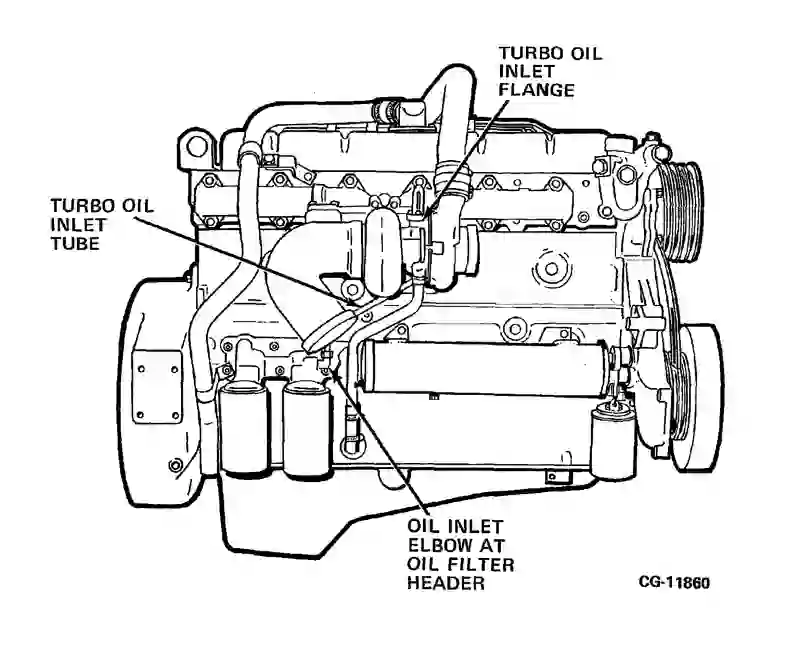 TURBO OIL
INLET
FLANGE
TURBO OIL
INLET
TUBE
OIL INLET
ELBOW AT
OIL FILTER
HEADER
CG-11860